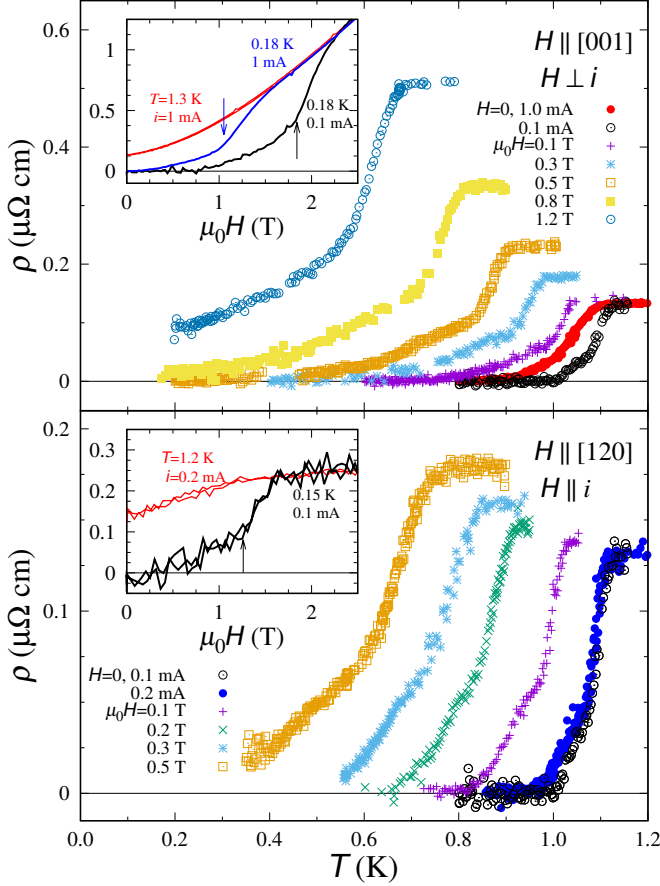 H || [001]
H ⊥ i
0.18 K
1 mA
T=1.3 K
i=1 mA
0.18 K
0.1 mA
1
0.5
0
0
1
2
μ0H (T)
H=0, 1.0 mA
0.1 mA
μ0H=0.1 T
0.3 T
0.5 T
0.8 T
1.2 T
0.6
0.4
0.2
0
ρ (μΩ cm)
H || [120]
H || i
T=1.2 K
i=0.2 mA
0.15 K
0.1 mA
0.3
0.2
0.1
0
0
1
2
μ0H (T)
H=0, 0.1 mA
0.2 mA
μ0H=0.1 T
0.2 T
0.3 T
0.5 T
0.2
0.1
0
ρ (μΩ cm)
0.0 0.2 0.4 0.6 0.8 1.0 1.2
T (K)